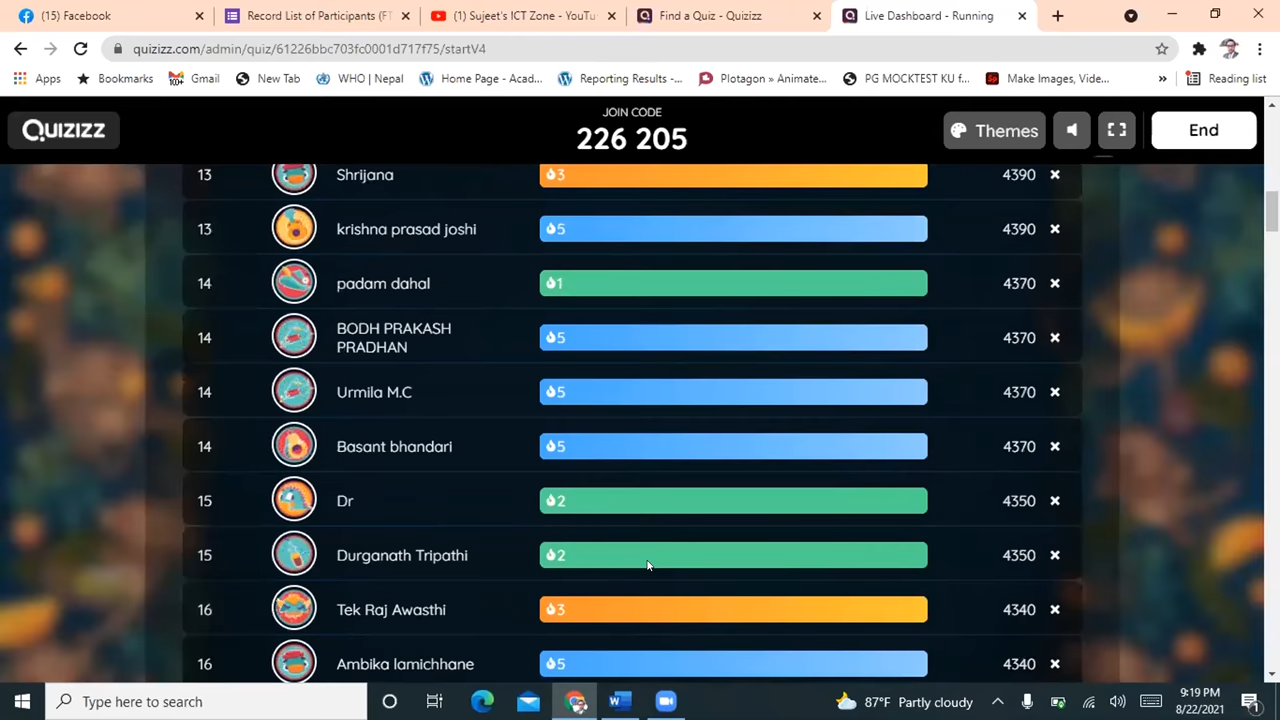 (15) Facebook
Record List of Participants (FT
(1) Sujeet's ICT Zone - YouTu
Find a Quiz - Quizizz
Live Dashboard - Running
quizizz.com/admin/quiz/61226bbc703fc0001d717f75/startV4
Apps
Bookmarks
Gmail
New Tab
WHO | Nepal
Home Page - Acad...
Reporting Results -...
Plotagon » Animate...
PG MOCKTEST KU f...
Make Images, Vide...
»
Reading list
Quizizz
JOIN CODE
226 205
Themes
End
13 Shrijana 3 4390
13 krishna prasad joshi 5 4390
14 padam dahal 1 4370
14 BODH PRAKASH PRADHAN 5 4370
14 Urmila M.C 5 4370
14 Basant bhandari 5 4370
15 Dr 2 4350
15 Durganath Tripathi 2 4350
16 Tek Raj Awasthi 3 4340
16 Ambika lamichhane 5 4340
Type here to search
87°F Partly cloudy
9:19 PM
8/22/2021
1